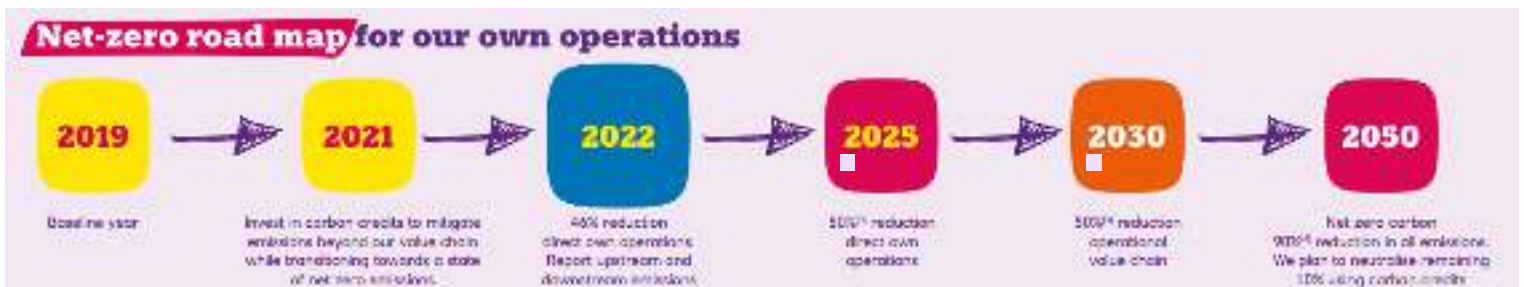 Net-zero road map for our own operations
2019
2021
2022
2025
2030
2050
Baseline year
Invest in carbon credits to mitigate
emissions beyond our value chain
while transitioning towards a state
of net zero emissions.
46% reduction
direct own operations
Report upstream and
downstream emissions
50% reduction
direct own
operations
50% reduction
operational
value chain
Net zero carbon
90% reduction in all emissions.
We plan to neutralise remaining
10% using carbon credits